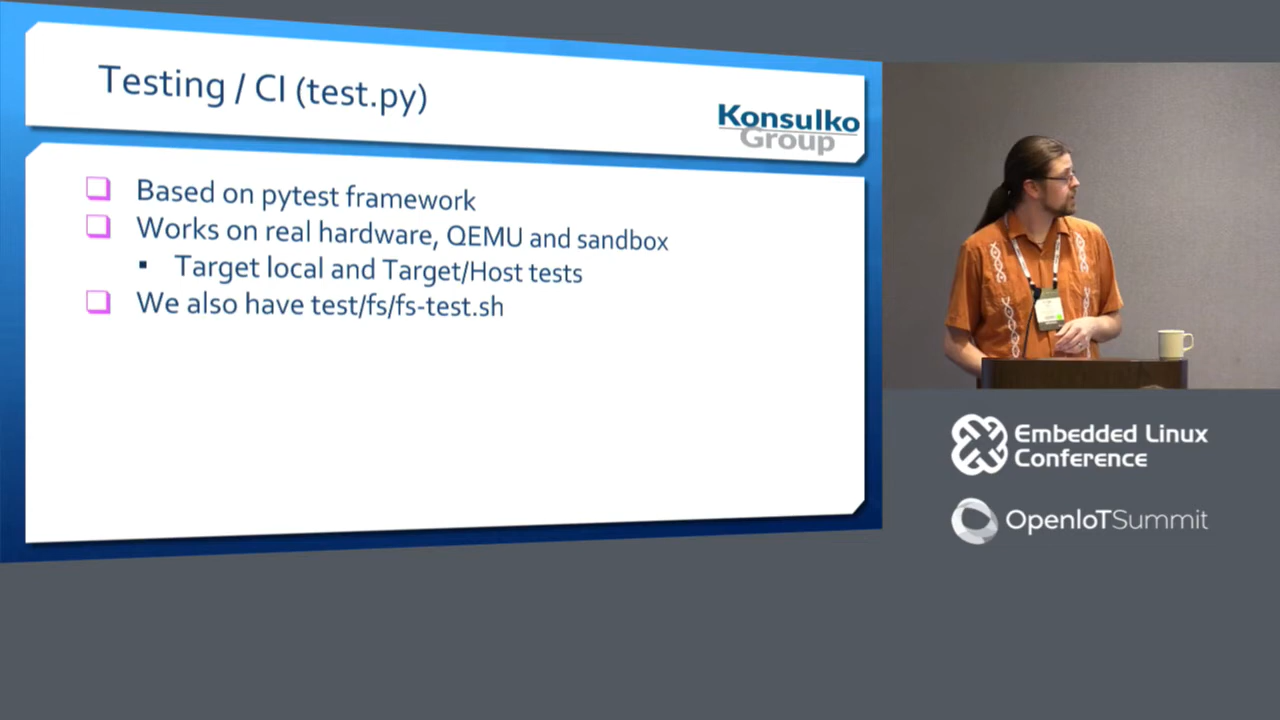 Testing / CI (test.py)
Konsulko
Group
Based on pytest framework
Works on real hardware, QEMU and sandbox
Target local and Target/Host tests
We also have test/fs/fs-test.sh
Embedded Linux
Conference
OpenIoTSummit